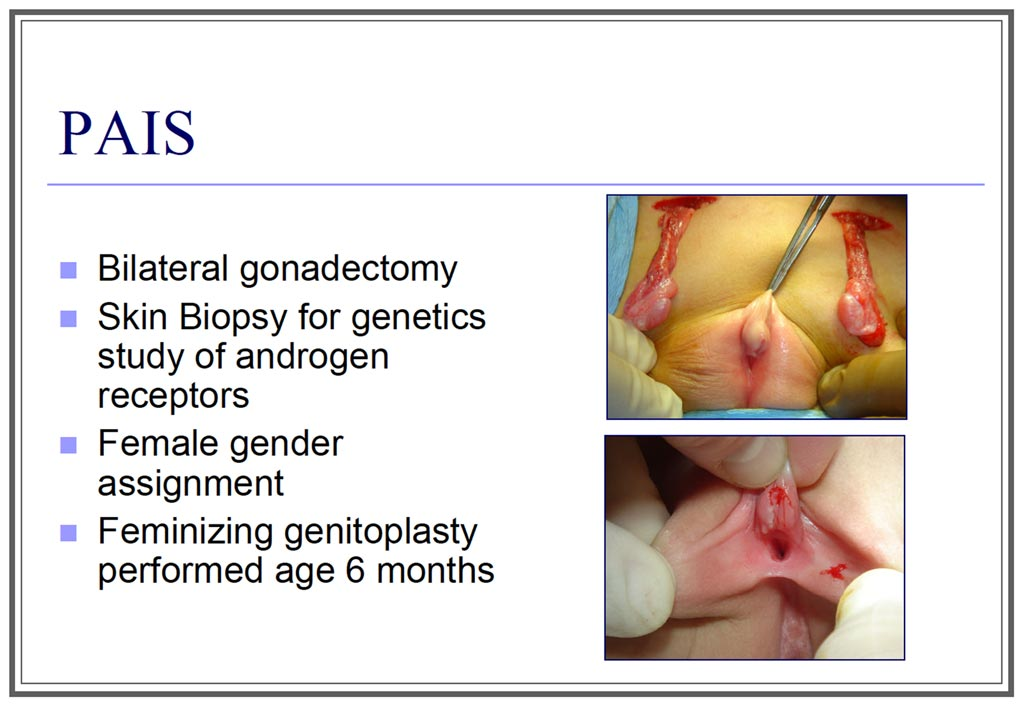 PAIS
Bilateral gonadectomy
Skin Biopsy for genetics
study of androgen
receptors
Female gender
assignment
Feminizing genitoplasty
performed age 6 months